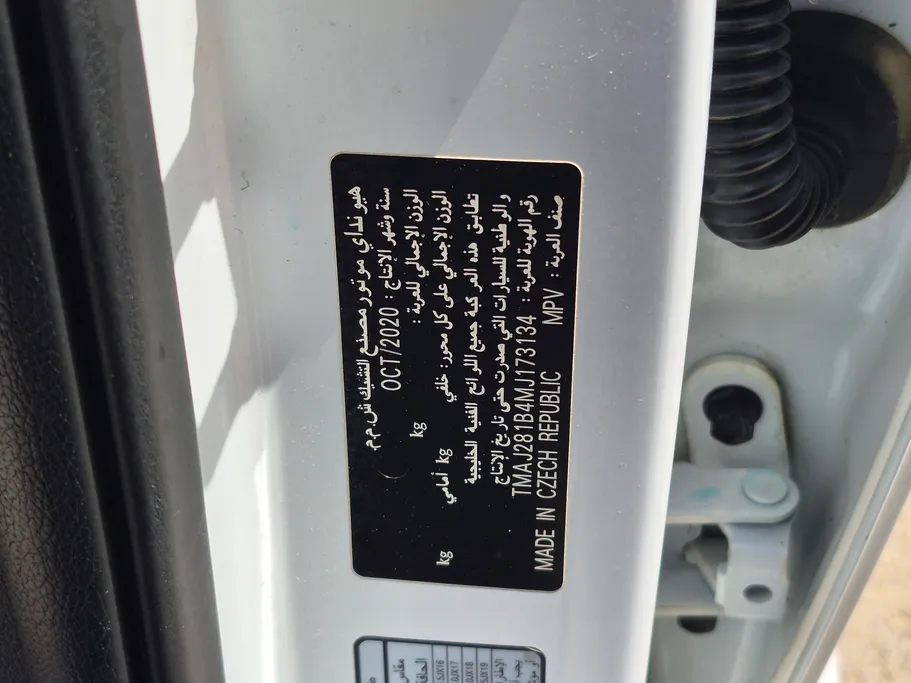 هيونداي موتور مصنع التشيك ش.م.م
سنة وشهر الإنتاج : OCT/2020
الوزن الإجمالي للعربة : kg
الوزن الإجمالي على كل محور: خلفي kg أمامي kg
تطابق هذه المركبة جميع اللوائح الفنية الخليجية
والوطنية للسيارات التي صدرت حتى تاريخ الإنتاج
رقم الهوية للعربة : TMAJ281B4MJ173134
صنف العربة : MPV MADE IN CZECH REPUBLIC
مقاس